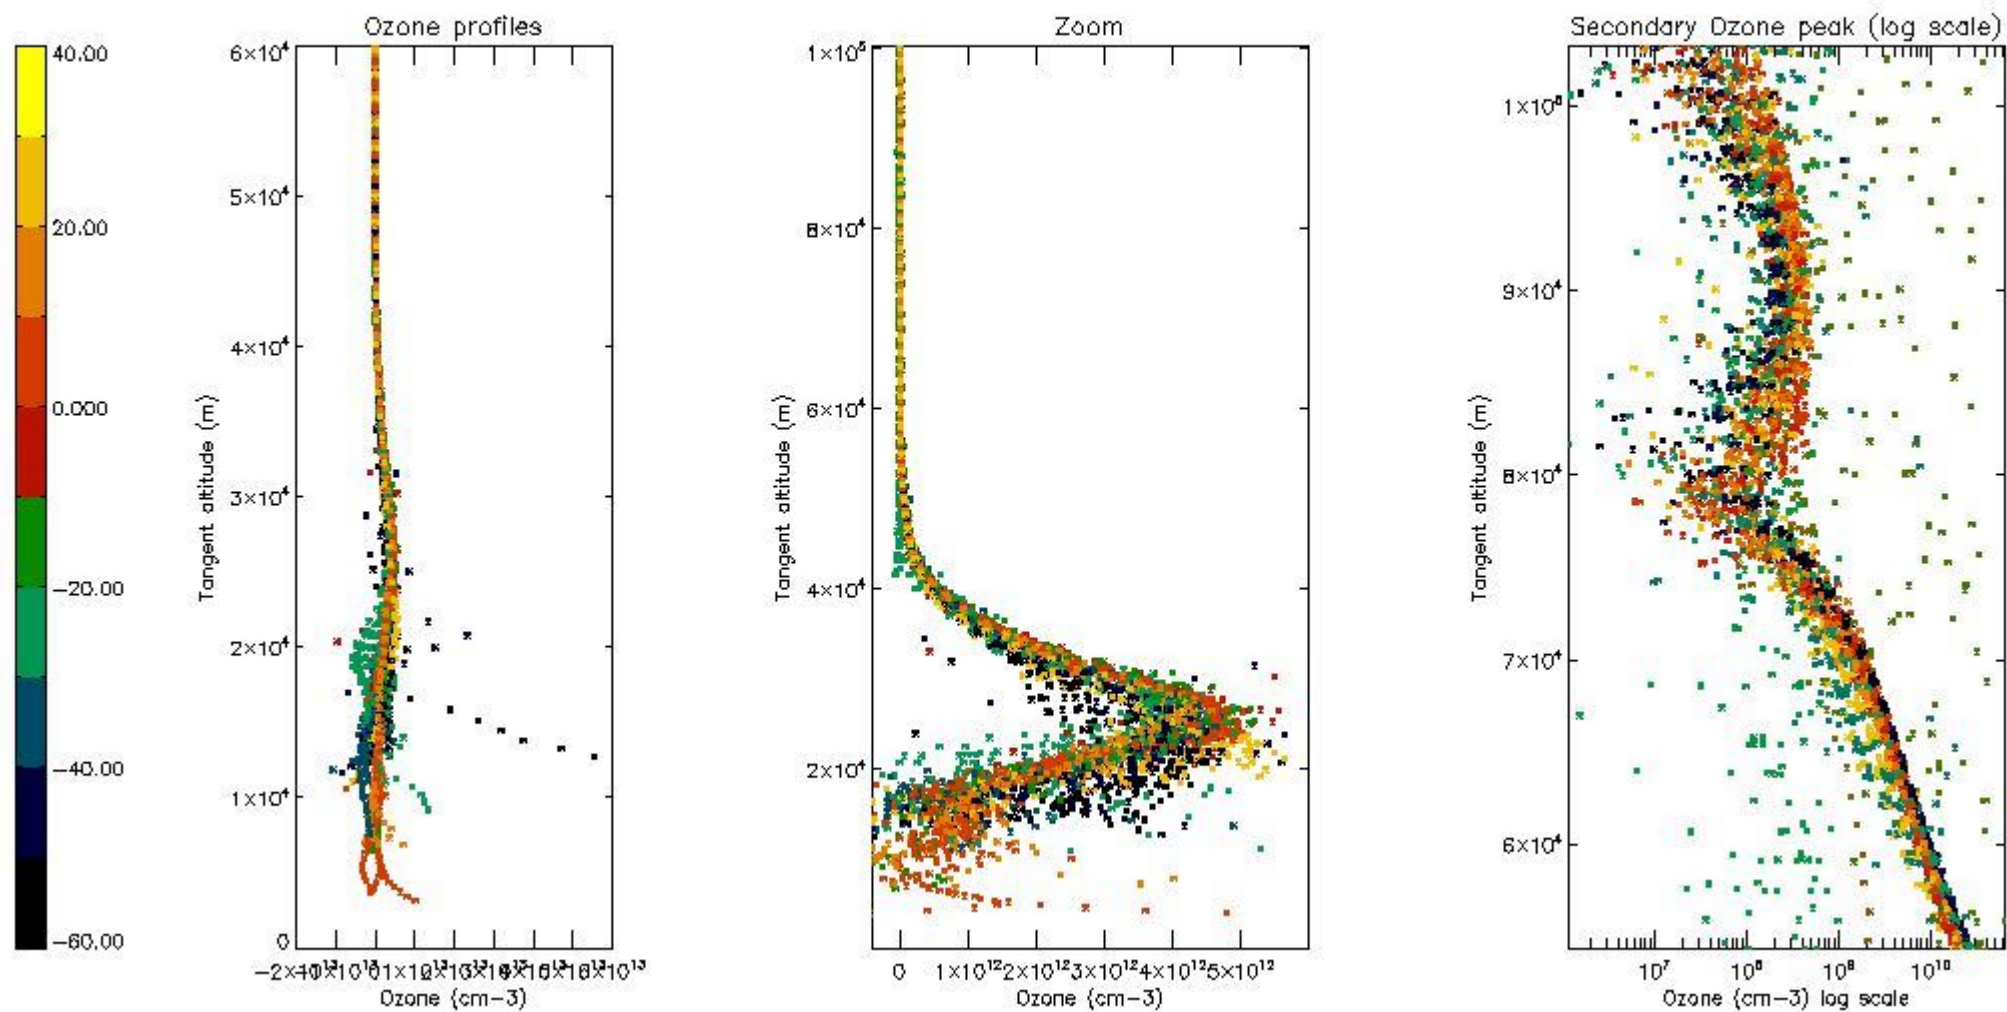 Ozone profiles
Zoom
Secondary Ozone peak (log scale)
40.00
20.00
0.000
−20.00
−40.00
−60.00
Tangent altitude (m)
6×10⁴
5×10⁴
4×10⁴
3×10⁴
2×10⁴
1×10⁴
0
Ozone (cm−3)
Tangent altitude (m)
1×10⁵
8×10⁴
6×10⁴
4×10⁴
2×10⁴
0 1×10¹² 2×10¹² 3×10¹² 4×10¹² 5×10¹²
Ozone (cm−3)
Tangent altitude (m)
1×10⁵
9×10⁴
8×10⁴
7×10⁴
6×10⁴
10⁷ 10⁸ 10⁹ 10¹⁰
Ozone (cm−3) log scale